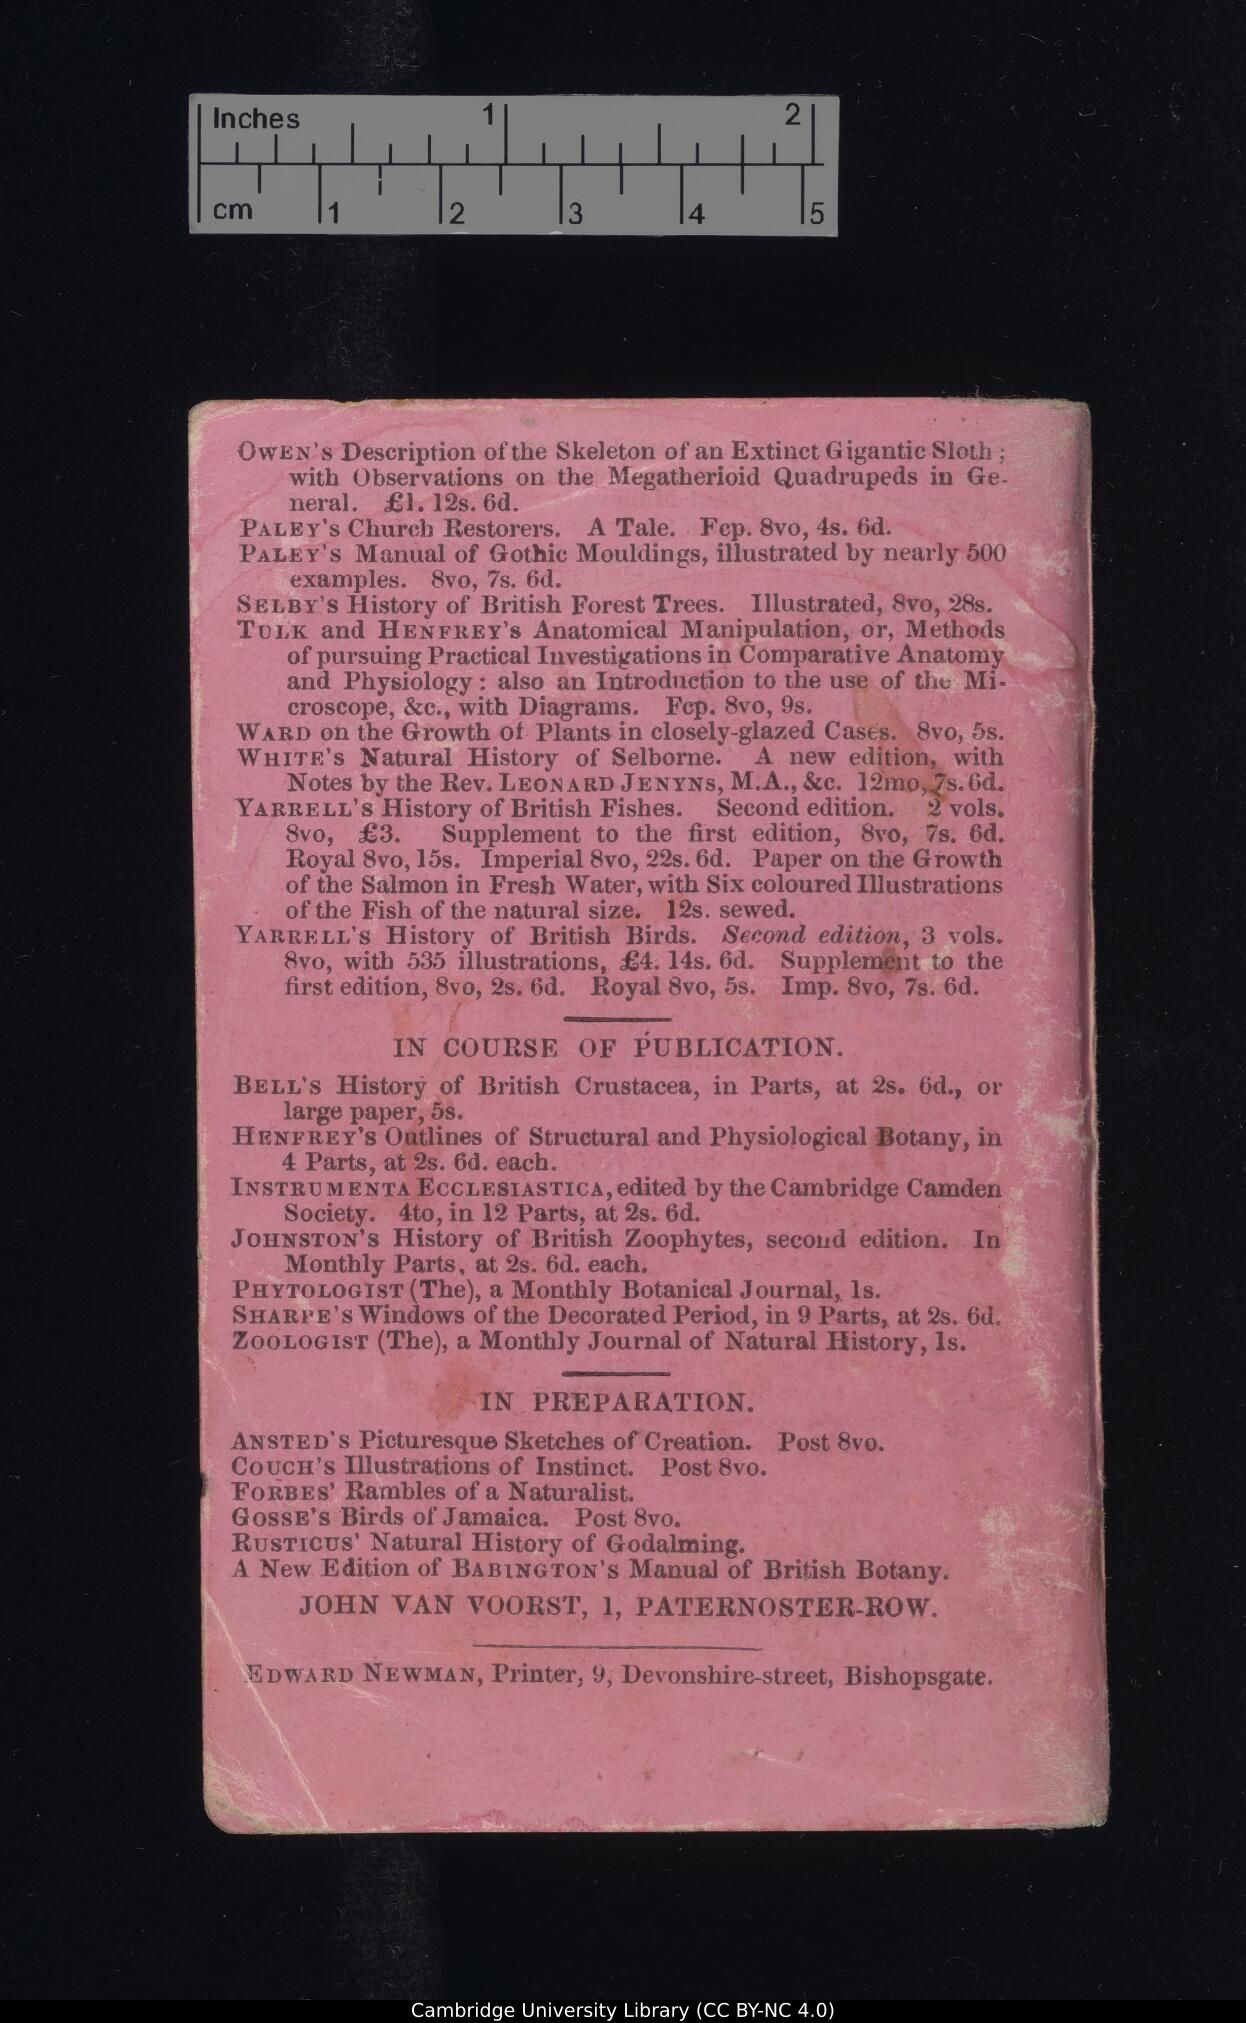 Inches 1 2
cm 1 2 3 4 5
OWEN'S Description of the Skeleton of an Extinct Gigantic Sloth;
with Observations on the Megatherioid Quadrupeds in Ge-
neral. £1. 12s. 6d.
PALEY'S Church Restorers. A Tale. Fcp. 8vo, 4s. 6d.
PALEY'S Manual of Gothic Mouldings, illustrated by nearly 500
examples. 8vo, 7s. 6d.
SELBY'S History of British Forest Trees. Illustrated, 8vo, 28s.
TULK and HENFREY'S Anatomical Manipulation, or, Methods
of pursuing Practical Investigations in Comparative Anatomy
and Physiology: also an Introduction to the use of the Mi-
croscope, &c., with Diagrams. Fcp. 8vo, 9s.
WARD on the Growth of Plants in closely-glazed Cases. 8vo, 5s.
WHITE'S Natural History of Selborne. A new edition, with
Notes by the Rev. LEONARD JENYNS, M.A., &c. 12mo, 7s. 6d.
YARRELL'S History of British Fishes. Second edition. 2 vols.
8vo, £3. Supplement to the first edition, 8vo, 7s. 6d.
Royal 8vo, 15s. Imperial 8vo, 22s. 6d. Paper on the Growth
of the Salmon in Fresh Water, with Six coloured Illustrations
of the Fish of the natural size. 12s. sewed.
YARRELL'S History of British Birds. Second edition, 3 vols.
8vo, with 535 illustrations, £4. 14s. 6d. Supplement to the
first edition, 8vo, 2s. 6d. Royal 8vo, 5s. Imp. 8vo, 7s. 6d.
IN COURSE OF PUBLICATION.
BELL'S History of British Crustacea, in Parts, at 2s. 6d., or
large paper, 5s.
HENFREY'S Outlines of Structural and Physiological Botany, in
4 Parts, at 2s. 6d. each.
INSTRUMENTA ECCLESIASTICA, edited by the Cambridge Camden
Society. 4to, in 12 Parts, at 2s. 6d.
JOHNSTON'S History of British Zoophytes, second edition. In
Monthly Parts, at 2s. 6d. each.
PHYTOLOGIST (The), a Monthly Botanical Journal, 1s.
SHARPE'S Windows of the Decorated Period, in 9 Parts, at 2s. 6d.
ZOOLOGIST (The), a Monthly Journal of Natural History, 1s.
IN PREPARATION.
ANSTED'S Picturesque Sketches of Creation. Post 8vo.
COUCH'S Illustrations of Instinct. Post 8vo.
FORBES' Rambles of a Naturalist.
GOSSE'S Birds of Jamaica. Post 8vo.
RUSTICUS' Natural History of Godalming.
A New Edition of BABINGTON'S Manual of British Botany.
JOHN VAN VOORST, 1, PATERNOSTER-ROW.
EDWARD NEWMAN, Printer, 9, Devonshire-street, Bishopsgate.
Cambridge University Library (CC BY-NC 4.0)